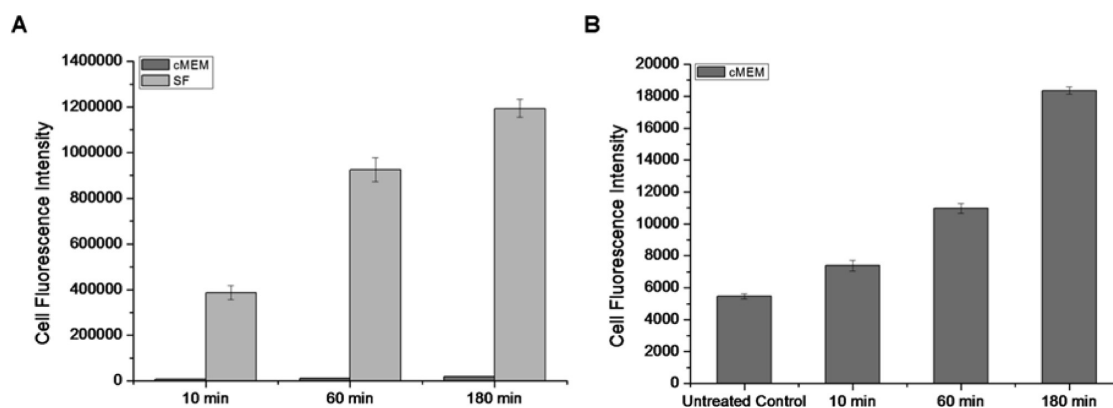 A
cMEM
SF
Cell Fluorescence Intensity
1400000
1200000
1000000
800000
600000
400000
200000
0
10 min 60 min 180 min
B
cMEM
Cell Fluorescence Intensity
20000
18000
16000
14000
12000
10000
8000
6000
4000
2000
0
Untreated Control 10 min 60 min 180 min